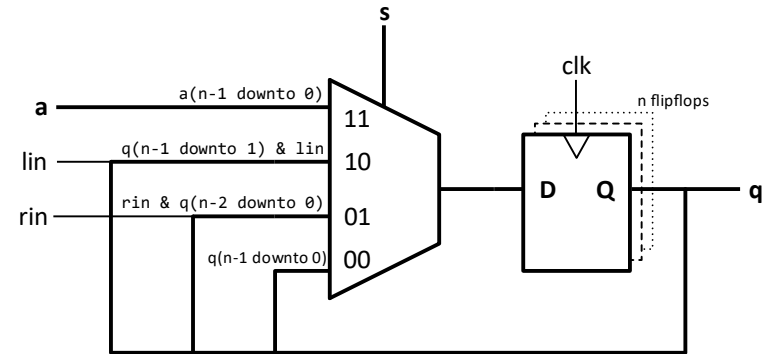 s
clk
n flipflops
a
a(n-1 downto 0)
11
lin
q(n-1 downto 1) & lin
10
D Q
q
rin
rin & q(n-2 downto 0)
01
q(n-1 downto 0)
00